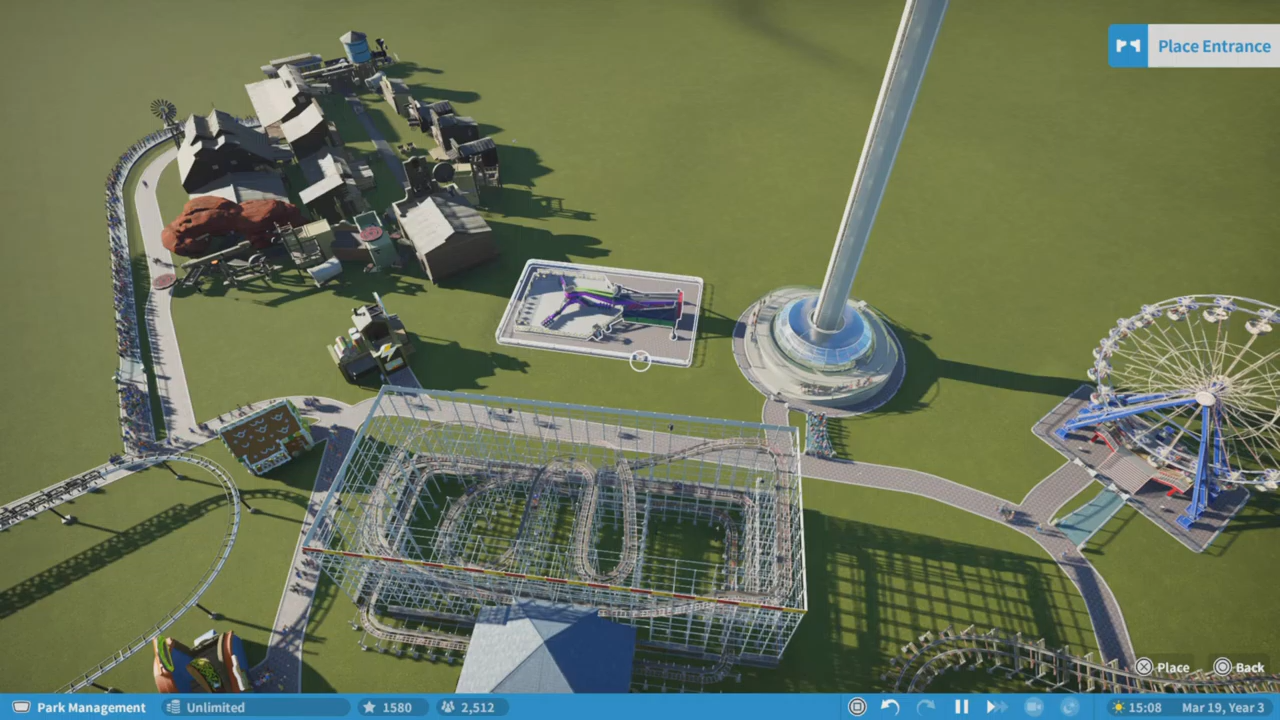 Place Entrance
Place
Back
Park Management
Unlimited
1580
2,512
15:08
Mar 19, Year 3